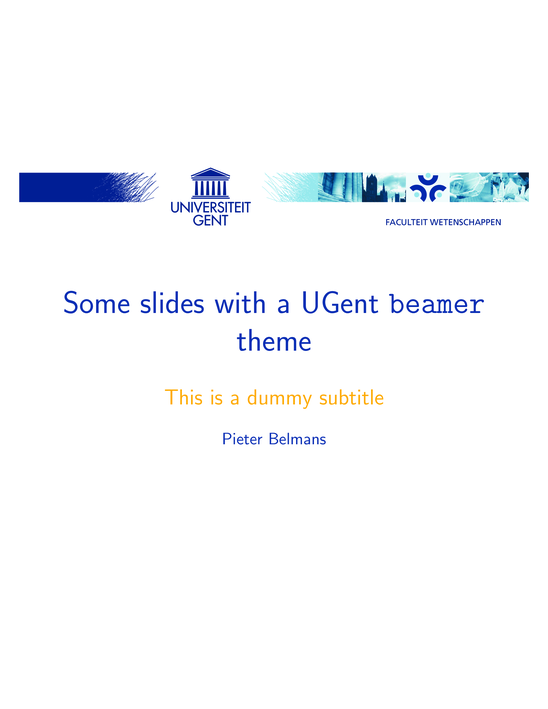 UNIVERSITEIT
GENT
FACULTEIT WETENSCHAPPEN
Some slides with a UGent beamer
theme
This is a dummy subtitle
Pieter Belmans